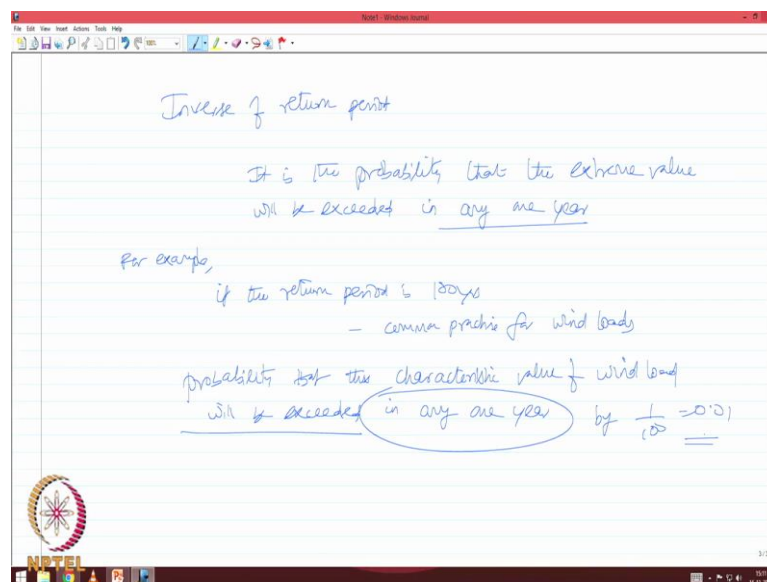 Note1 - Windows Journal
File Edit View Insert Actions Tools Help
Inverse of return period
It is the probability that the extreme value
will be exceeded in any one year
For example,
if the return period is 100yrs
- common practice for wind loads
probability that this characteristic value of wind load
will be exceeded in any one year by 1/100 = 0.01
NPTEL